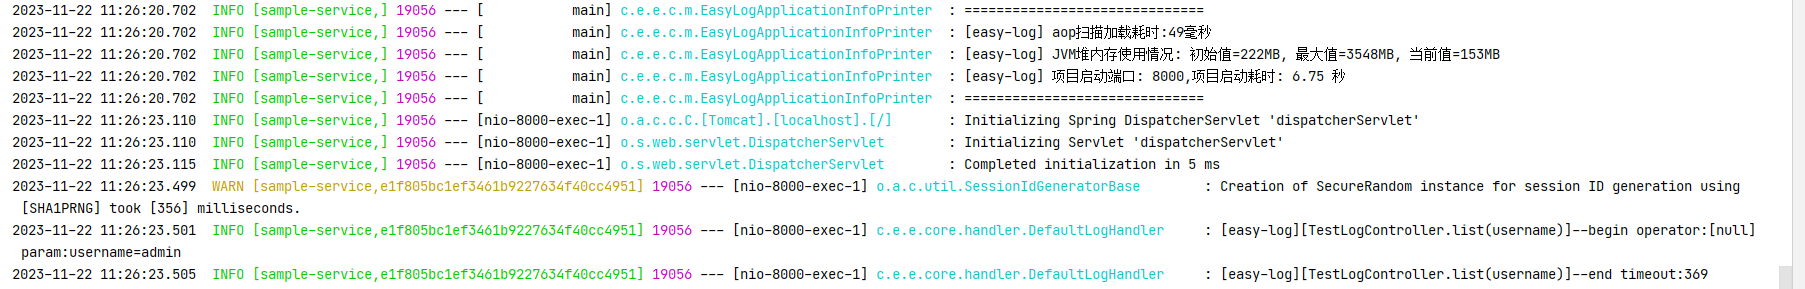 2023-11-22 11:26:20.702  INFO [sample-service,] 19056 --- [           main] c.e.e.c.m.EasyLogApplicationInfoPrinter  : ==============================
2023-11-22 11:26:20.702  INFO [sample-service,] 19056 --- [           main] c.e.e.c.m.EasyLogApplicationInfoPrinter  : [easy-log] aop扫描加载耗时:49毫秒
2023-11-22 11:26:20.702  INFO [sample-service,] 19056 --- [           main] c.e.e.c.m.EasyLogApplicationInfoPrinter  : [easy-log] JVM堆内存使用情况: 初始值=222MB, 最大值=3548MB, 当前值=153MB
2023-11-22 11:26:20.702  INFO [sample-service,] 19056 --- [           main] c.e.e.c.m.EasyLogApplicationInfoPrinter  : [easy-log] 项目启动端口: 8000,项目启动耗时: 6.75 秒
2023-11-22 11:26:20.702  INFO [sample-service,] 19056 --- [           main] c.e.e.c.m.EasyLogApplicationInfoPrinter  : ==============================
2023-11-22 11:26:23.110  INFO [sample-service,] 19056 --- [nio-8000-exec-1] o.a.c.c.C.[Tomcat].[localhost].[/]       : Initializing Spring DispatcherServlet 'dispatcherServlet'
2023-11-22 11:26:23.110  INFO [sample-service,] 19056 --- [nio-8000-exec-1] o.s.web.servlet.DispatcherServlet        : Initializing Servlet 'dispatcherServlet'
2023-11-22 11:26:23.115  INFO [sample-service,] 19056 --- [nio-8000-exec-1] o.s.web.servlet.DispatcherServlet        : Completed initialization in 5 ms
2023-11-22 11:26:23.499  WARN [sample-service,e1f805bc1ef3461b9227634f40cc4951] 19056 --- [nio-8000-exec-1] o.a.c.util.SessionIdGeneratorBase        : Creation of SecureRandom instance for session ID generation using
[SHA1PRNG] took [356] milliseconds.
2023-11-22 11:26:23.501  INFO [sample-service,e1f805bc1ef3461b9227634f40cc4951] 19056 --- [nio-8000-exec-1] c.e.e.core.handler.DefaultLogHandler     : [easy-log][TestLogController.list(username)]--begin operator:[null]
param:username=admin
2023-11-22 11:26:23.505  INFO [sample-service,e1f805bc1ef3461b9227634f40cc4951] 19056 --- [nio-8000-exec-1] c.e.e.core.handler.DefaultLogHandler     : [easy-log][TestLogController.list(username)]--end timeout:369